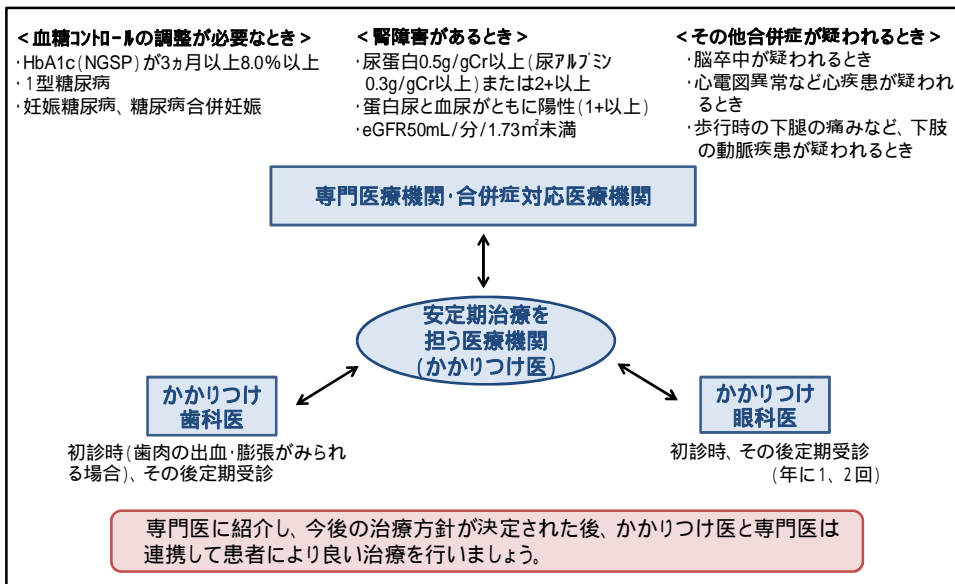 ＜血糖コントロールの調整が必要なとき＞
・HbA1c(NGSP)が3ヵ月以上8.0%以上
・1型糖尿病
・妊娠糖尿病、糖尿病合併妊娠
＜腎障害があるとき＞
・尿蛋白0.5g/gCr以上(尿アルブミン
0.3g/gCr以上)または2+以上
・蛋白尿と血尿がともに陽性(1+以上)
・eGFR50mL/分/1.73㎡未満
＜その他合併症が疑われるとき＞
・脳卒中が疑われるとき
・心電図異常など心疾患が疑われ
るとき
・歩行時の下腿の痛みなど、下肢
の動脈疾患が疑われるとき
専門医療機関・合併症対応医療機関
安定期治療を
担う医療機関
(かかりつけ医)
かかりつけ
歯科医
初診時(歯肉の出血・膨張がみられ
る場合)、その後定期受診
かかりつけ
眼科医
初診時、その後定期受診
(年に1、2回)
専門医に紹介し、今後の治療方針が決定された後、かかりつけ医と専門医は
連携して患者により良い治療を行いましょう。